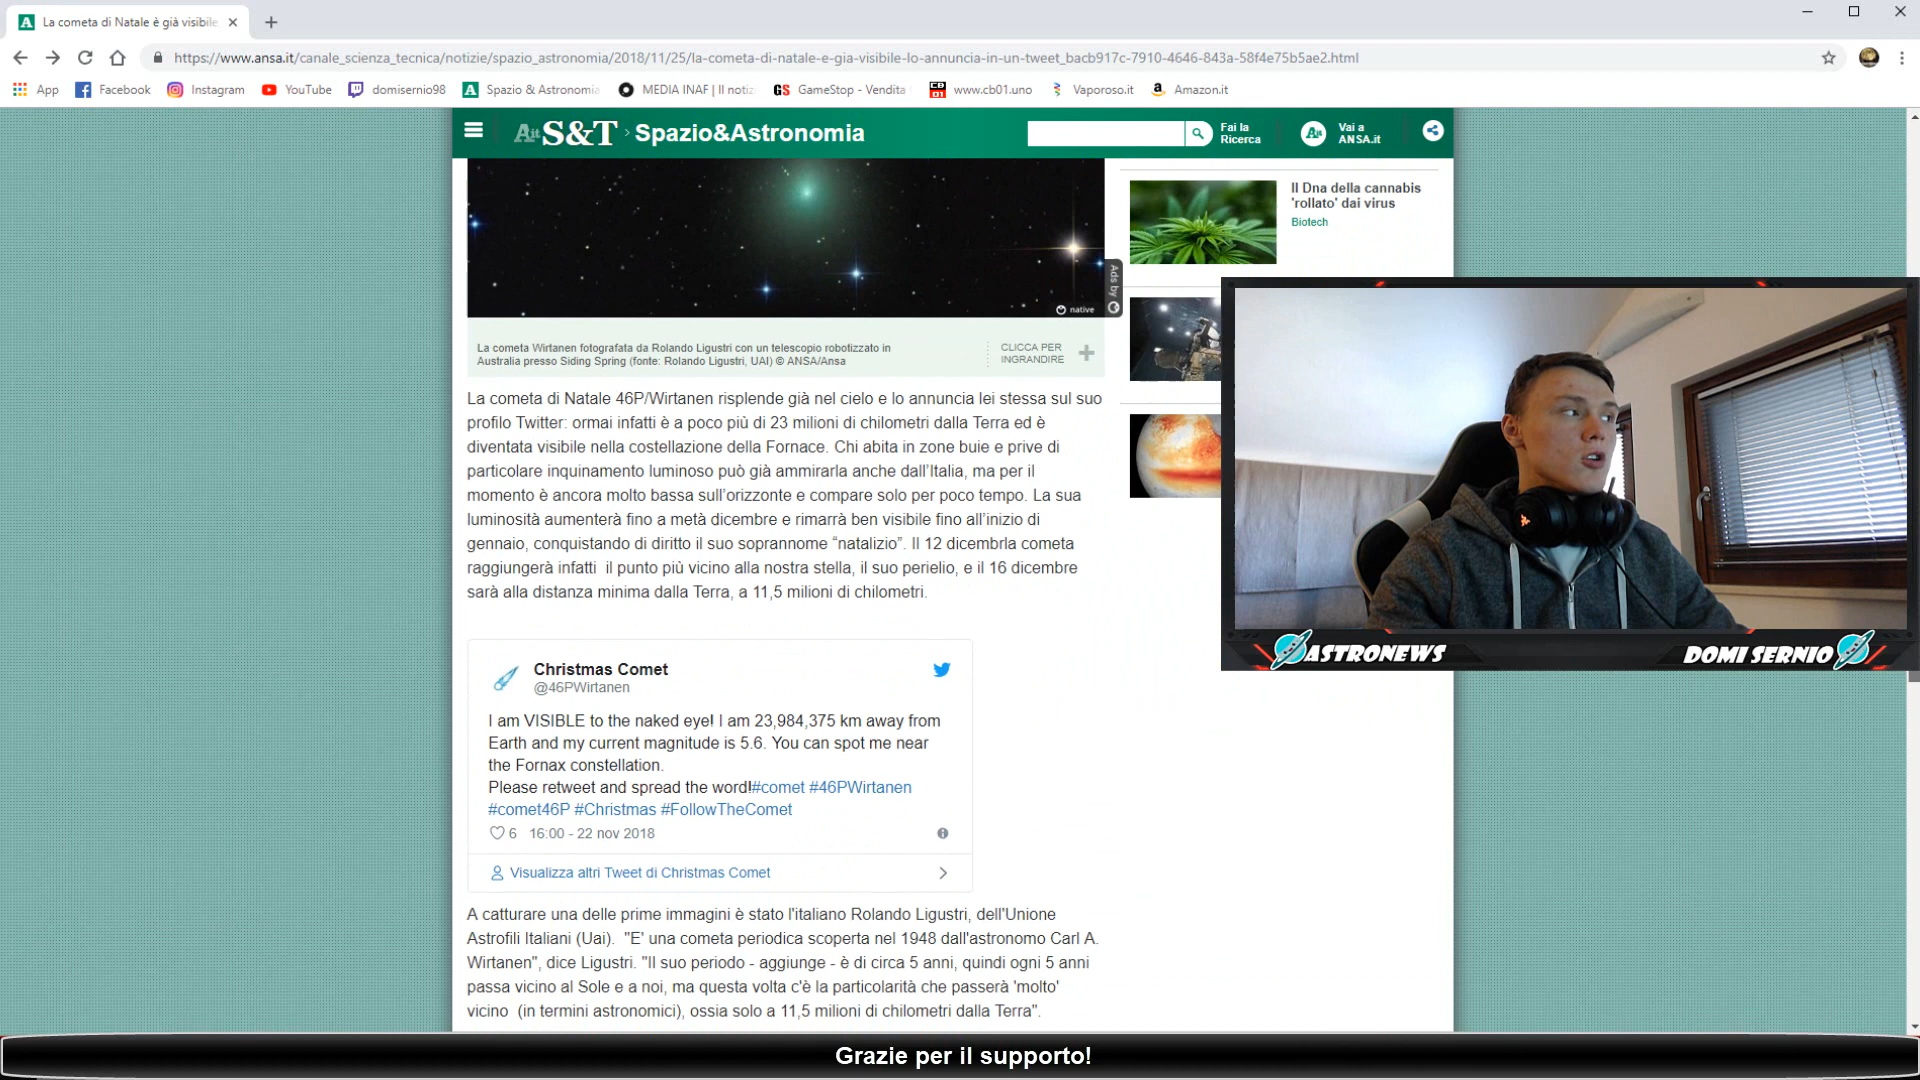 La cometa di Natale è già visibile
https://www.ansa.it/canale_scienza_tecnica/notizie/spazio_astronomia/2018/11/25/la-cometa-di-natale-e-gia-visibile-lo-annuncia-in-un-tweet_bacb917c-7910-4646-843a-58f4e75b5ae2.html
App Facebook Instagram YouTube domisernio98 Spazio & Astronomia MEDIA INAF | Il notiz GameStop - Vendita www.cb01.uno Vaporoso.it Amazon.it
A.it S&T > Spazio&Astronomia
Fai la
Ricerca
Vai a
ANSA.it
Il Dna della cannabis
'rollato' dai virus
Biotech
Ads by
native
La cometa Wirtanen fotografata da Rolando Ligustri con un telescopio robotizzato in
Australia presso Siding Spring (fonte: Rolando Ligustri, UAI) © ANSA/Ansa
CLICCA PER
INGRANDIRE
La cometa di Natale 46P/Wirtanen risplende già nel cielo e lo annuncia lei stessa sul suo
profilo Twitter: ormai infatti è a poco più di 23 milioni di chilometri dalla Terra ed è
diventata visibile nella costellazione della Fornace. Chi abita in zone buie e prive di
particolare inquinamento luminoso può già ammirarla anche dall’Italia, ma per il
momento è ancora molto bassa sull’orizzonte e compare solo per poco tempo. La sua
luminosità aumenterà fino a metà dicembre e rimarrà ben visibile fino all’inizio di
gennaio, conquistando di diritto il suo soprannome “natalizio”. Il 12 dicembrla cometa
raggiungerà infatti  il punto più vicino alla nostra stella, il suo perielio, e il 16 dicembre
sarà alla distanza minima dalla Terra, a 11,5 milioni di chilometri.
ASTRONEWS
DOMI SERNIO
Christmas Comet
@46PWirtanen
I am VISIBLE to the naked eye! I am 23,984,375 km away from
Earth and my current magnitude is 5.6. You can spot me near
the Fornax constellation.
Please retweet and spread the word!#comet #46PWirtanen
#comet46P #Christmas #FollowTheComet
6 16:00 - 22 nov 2018
Visualizza altri Tweet di Christmas Comet
A catturare una delle prime immagini è stato l'italiano Rolando Ligustri, dell'Unione
Astrofili Italiani (Uai).  "E' una cometa periodica scoperta nel 1948 dall'astronomo Carl A.
Wirtanen", dice Ligustri. "Il suo periodo - aggiunge - è di circa 5 anni, quindi ogni 5 anni
passa vicino al Sole e a noi, ma questa volta c'è la particolarità che passerà 'molto'
vicino  (in termini astronomici), ossia solo a 11,5 milioni di chilometri dalla Terra".
Grazie per il supporto!